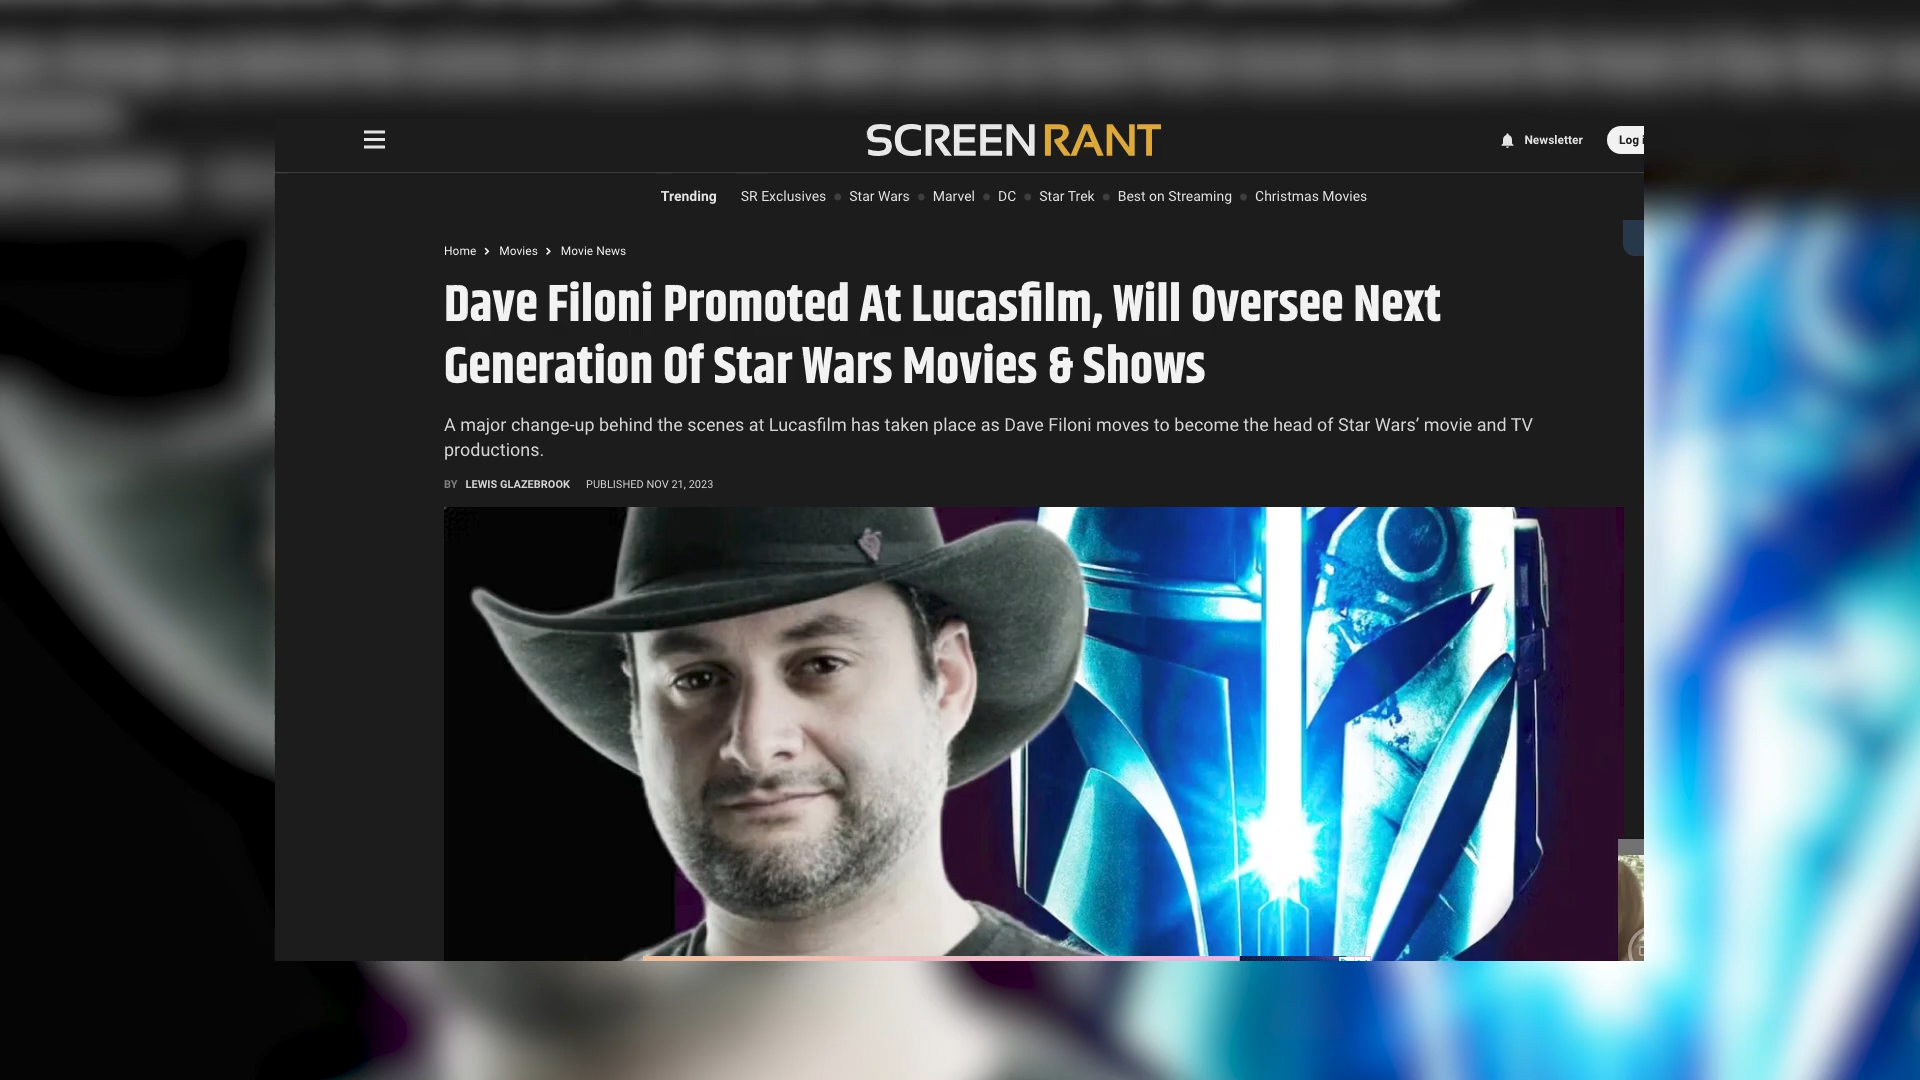 SCREENRANT
Newsletter
Log
Trending SR Exclusives Star Wars Marvel DC Star Trek Best on Streaming Christmas Movies
Home > Movies > Movie News
Dave Filoni Promoted At Lucasfilm, Will Oversee Next
Generation Of Star Wars Movies & Shows
A major change-up behind the scenes at Lucasfilm has taken place as Dave Filoni moves to become the head of Star Wars’ movie and TV
productions.
BY LEWIS GLAZEBROOK PUBLISHED NOV 21, 2023